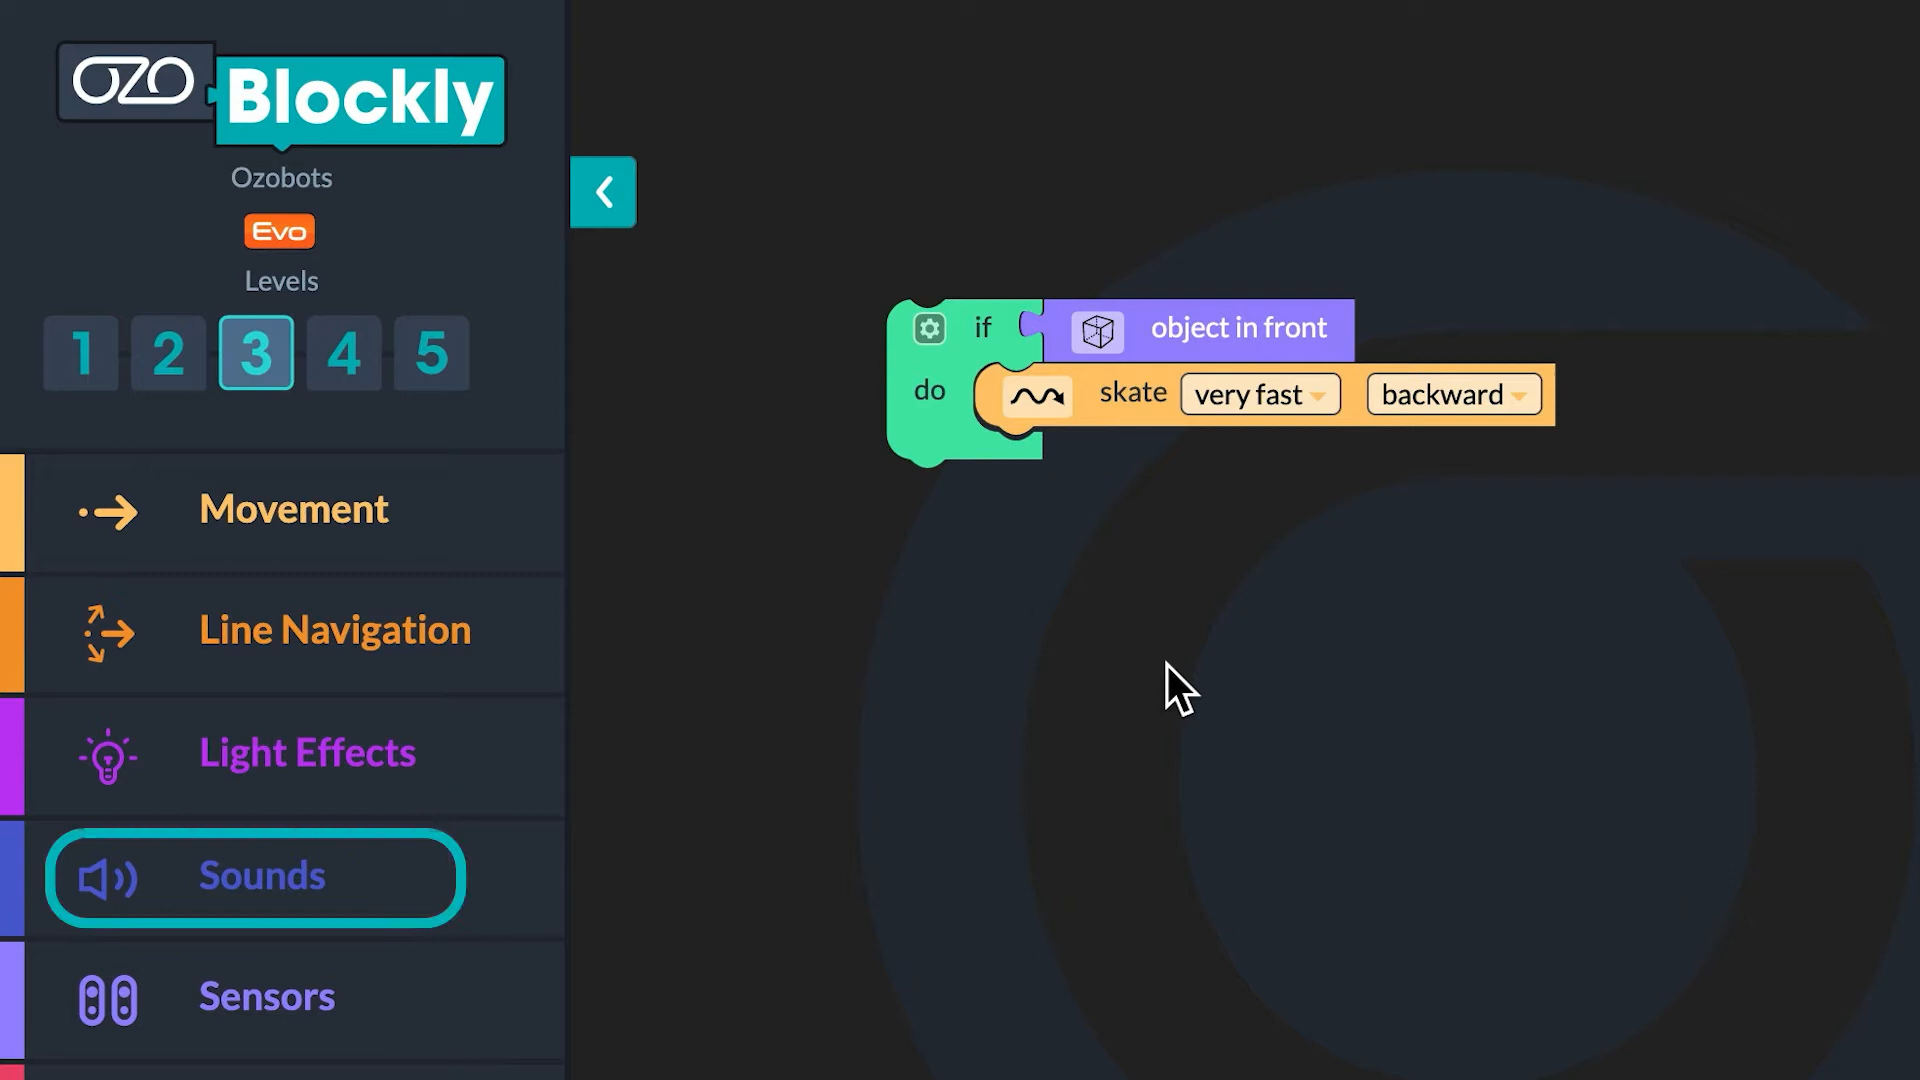 OZO Blockly
Ozobots
Evo
Levels
1 2 3 4 5
Movement
Line Navigation
Light Effects
Sounds
Sensors
if object in front
do skate very fast backward